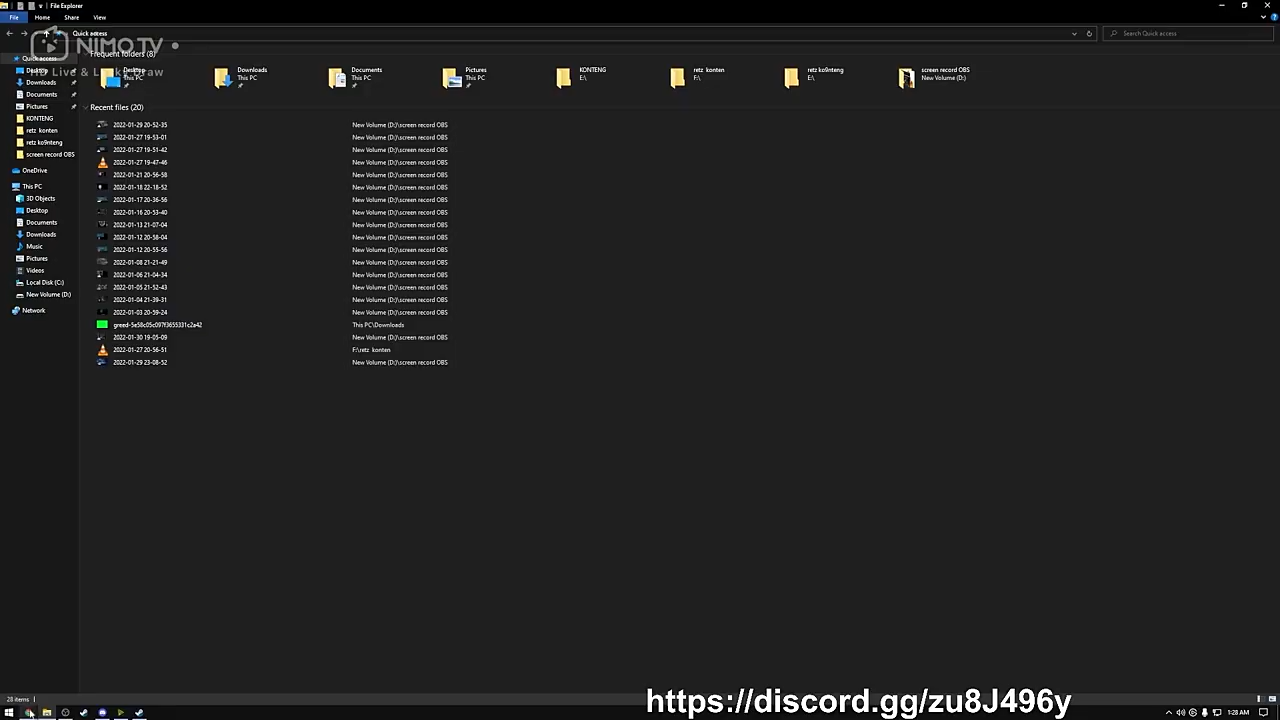 File Explorer
File Home Share View
Quick access
Search Quick access
NIMO TV
Quick access
Desktop
Downloads
Documents
Pictures
KONTENG
retz konten
retz ko9nteng
screen record OBS
OneDrive
This PC
3D Objects
Desktop
Documents
Downloads
Music
Pictures
Videos
Local Disk (C:)
New Volume (D:)
Network
Frequent folders (8)
Desktop
This PC
Downloads
This PC
Documents
This PC
Pictures
This PC
KONTENG
E:\
retz konten
F:\
retz ko9nteng
E:\
screen record OBS
New Volume (D:)
Recent files (20)
2022-01-29 20-52-35 New Volume (D:)\screen record OBS
2022-01-27 19-53-01 New Volume (D:)\screen record OBS
2022-01-27 19-51-42 New Volume (D:)\screen record OBS
2022-01-27 19-47-46 New Volume (D:)\screen record OBS
2022-01-21 20-56-58 New Volume (D:)\screen record OBS
2022-01-18 22-18-52 New Volume (D:)\screen record OBS
2022-01-17 20-36-56 New Volume (D:)\screen record OBS
2022-01-16 20-53-40 New Volume (D:)\screen record OBS
2022-01-13 21-07-04 New Volume (D:)\screen record OBS
2022-01-12 20-58-04 New Volume (D:)\screen record OBS
2022-01-12 20-55-56 New Volume (D:)\screen record OBS
2022-01-08 21-21-49 New Volume (D:)\screen record OBS
2022-01-06 21-04-34 New Volume (D:)\screen record OBS
2022-01-05 21-52-43 New Volume (D:)\screen record OBS
2022-01-04 21-39-31 New Volume (D:)\screen record OBS
2022-01-03 20-59-24 New Volume (D:)\screen record OBS
greed-5e58c05c097f3655331c2a42 This PC\Downloads
2022-01-30 19-05-09 New Volume (D:)\screen record OBS
2022-01-27 20-56-51 F:\retz konten
2022-01-29 23-08-52 New Volume (D:)\screen record OBS
28 items
https://discord.gg/zu8J496y
1:28 AM